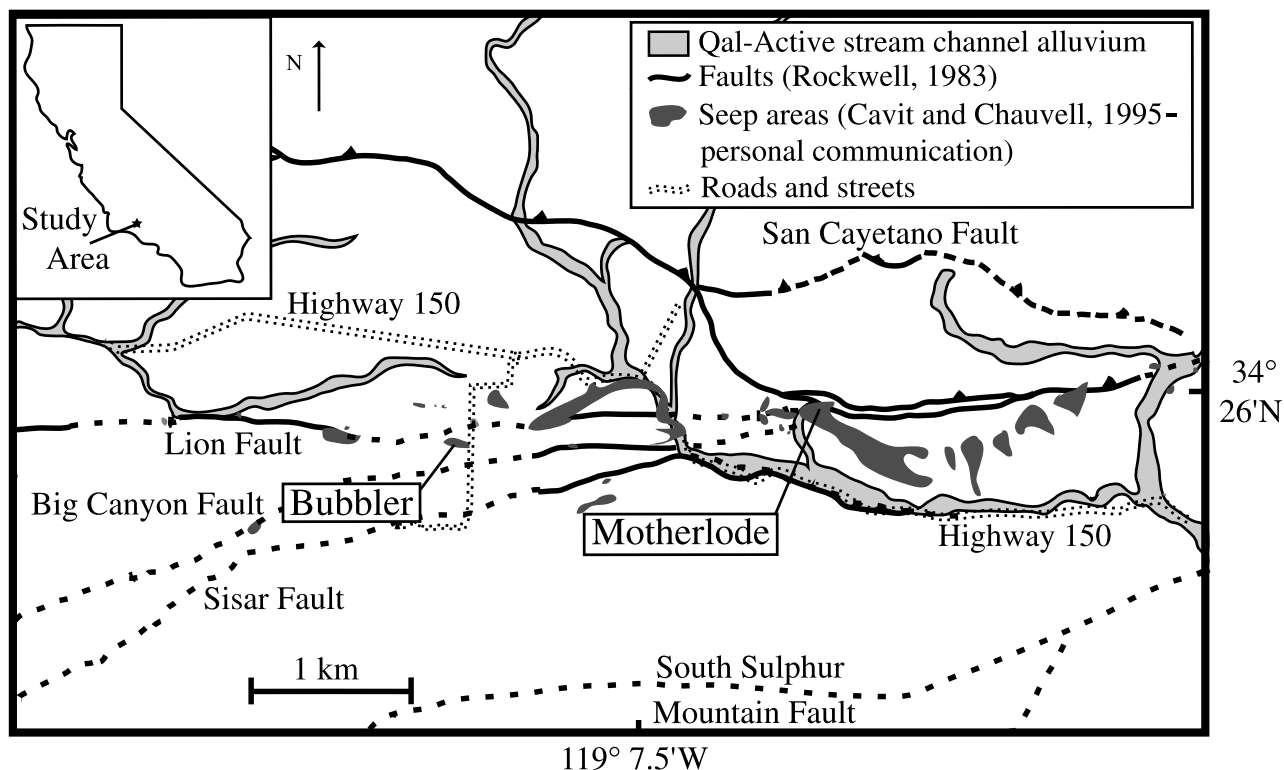 N
Qal-Active stream channel alluvium
Faults (Rockwell, 1983)
Seep areas (Cavit and Chauvell, 1995-
personal communication)
Roads and streets
Study
Area
San Cayetano Fault
Highway 150
34°
26'N
Lion Fault
Big Canyon Fault
Bubbler
Motherlode
Highway 150
Sisar Fault
1 km
South Sulphur
Mountain Fault
119° 7.5'W